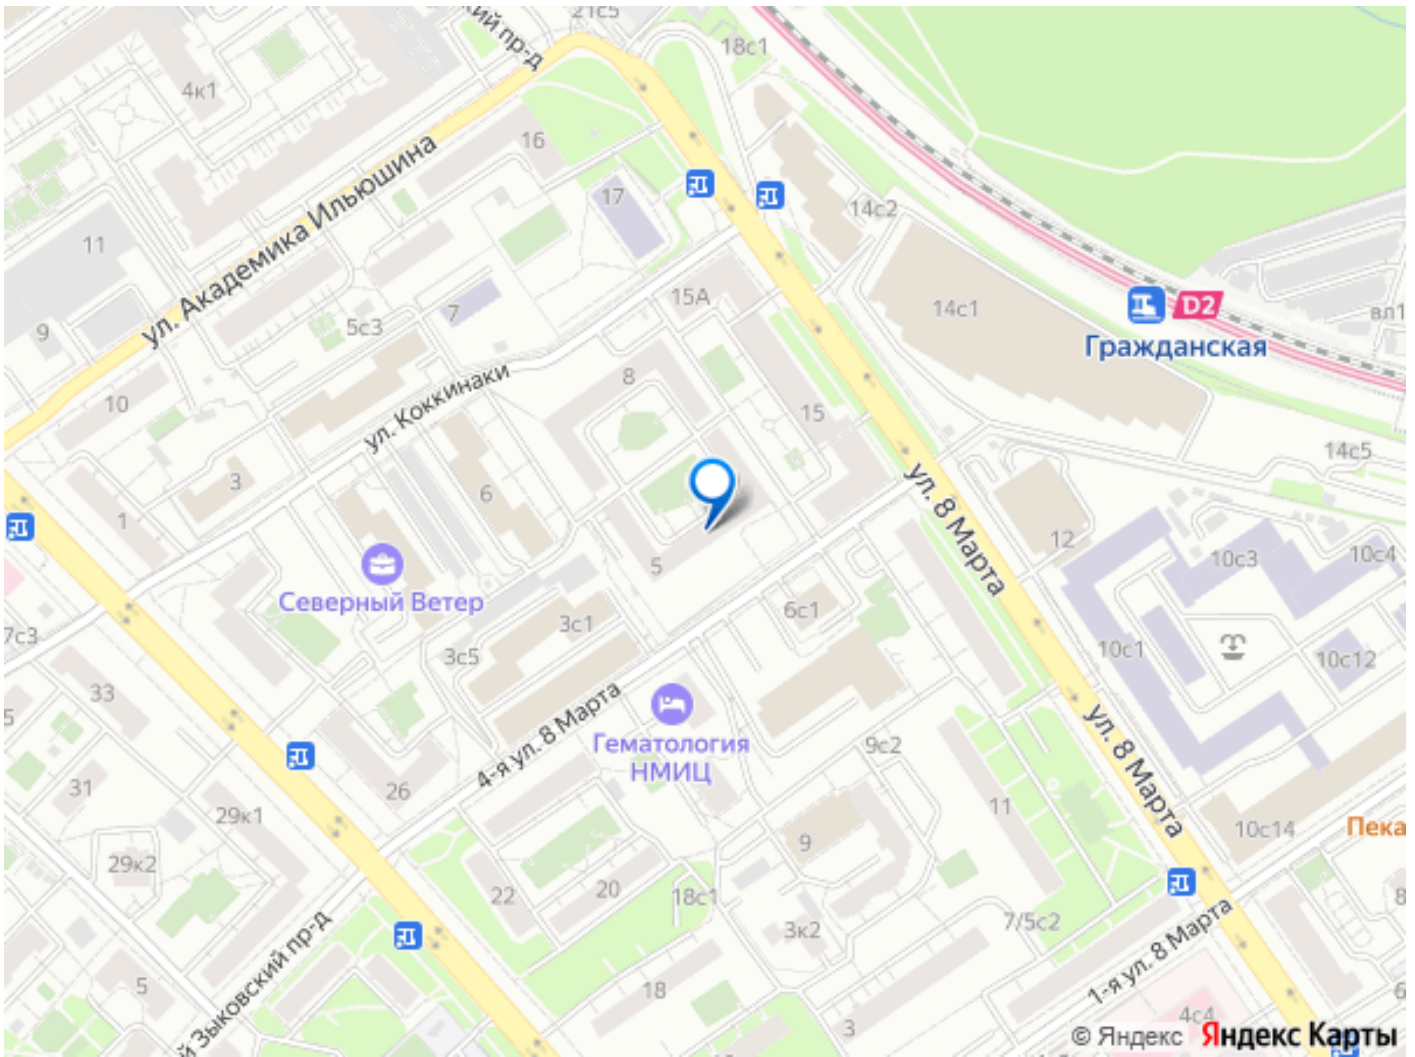 21с5
кий пр-д
18с1
4к1
16
ул. Академика Ильюшина
17
14с2
11
15А
14с1
D2
Гражданская
вл1
7
5с3
9
8
ул. Коккинаки
10
15
14с5
3
6
1
ул. 8 Марта
12
10с3
10с4
5
Северный Ветер
6с1
3с1
7с3
3с5
10с1
10с12
33
5
4-я ул. 8 Марта
Гематология
НМИЦ
9с2
ул. 8 Марта
31
26
29к1
11
10с14
Пека
9
29к2
22
20
18с1
8
3к2
7/5с2
1-я ул. 8 Марта
й Зыковский пр-д
5
18
6
3
4с4
© Яндекс Яндекс Карты